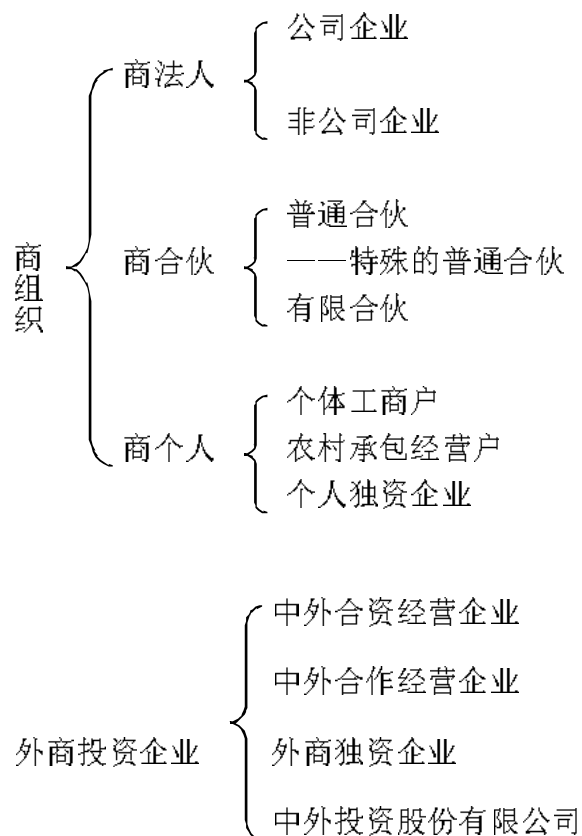 商组织
商法人
公司企业
非公司企业
商合伙
普通合伙
——特殊的普通合伙
有限合伙
商个人
个体工商户
农村承包经营户
个人独资企业
外商投资企业
中外合资经营企业
中外合作经营企业
外商独资企业
中外投资股份有限公司